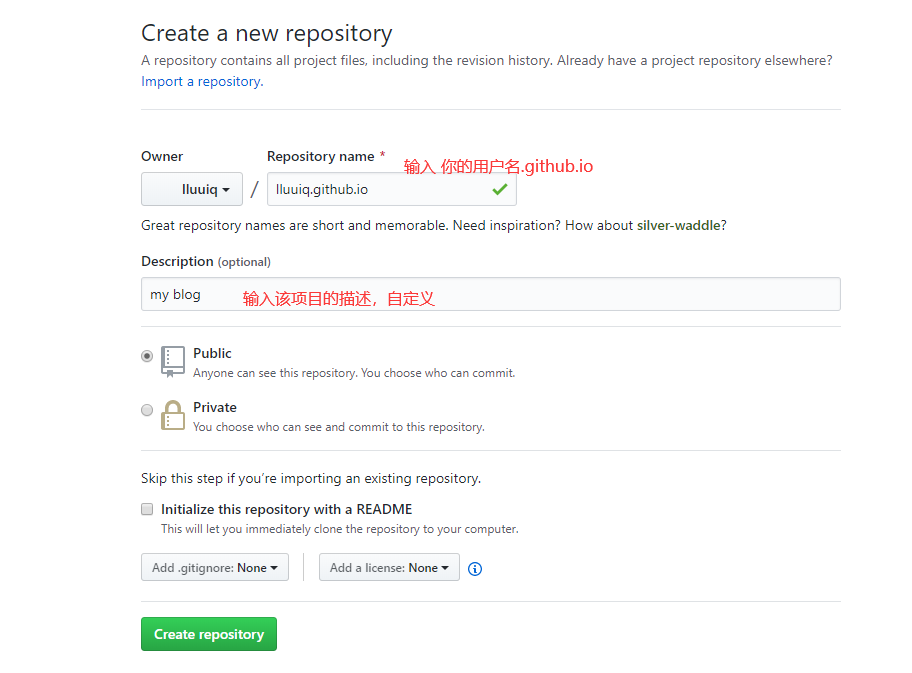 Create a new repository
A repository contains all project files, including the revision history. Already have a project repository elsewhere?
Import a repository.
Owner
Repository name *
输入 你的用户名.github.io
lluuiq
/
lluuiq.github.io
Great repository names are short and memorable. Need inspiration? How about silver-waddle?
Description (optional)
my blog
输入该项目的描述，自定义
Public
Anyone can see this repository. You choose who can commit.
Private
You choose who can see and commit to this repository.
Skip this step if you’re importing an existing repository.
Initialize this repository with a README
This will let you immediately clone the repository to your computer.
Add .gitignore: None
Add a license: None
Create repository